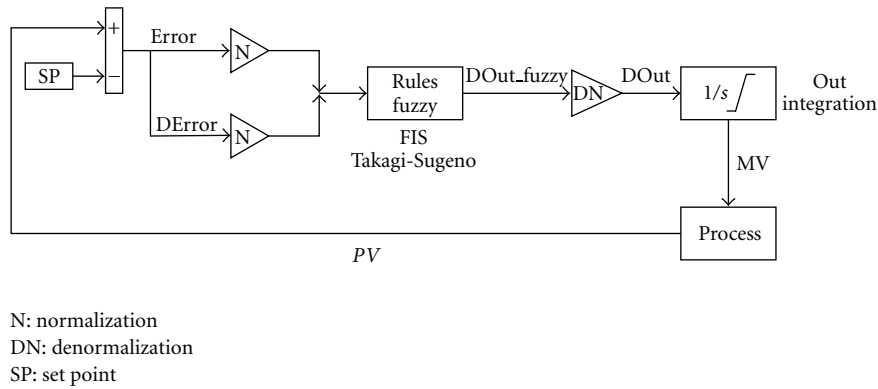 +
Error
N
SP
−
DError
N
Rules
fuzzy
FIS
Takagi-Sugeno
DOut_fuzzy
DN
DOut
1/s
Out
integration
MV
Process
PV
N: normalization
DN: denormalization
SP: set point